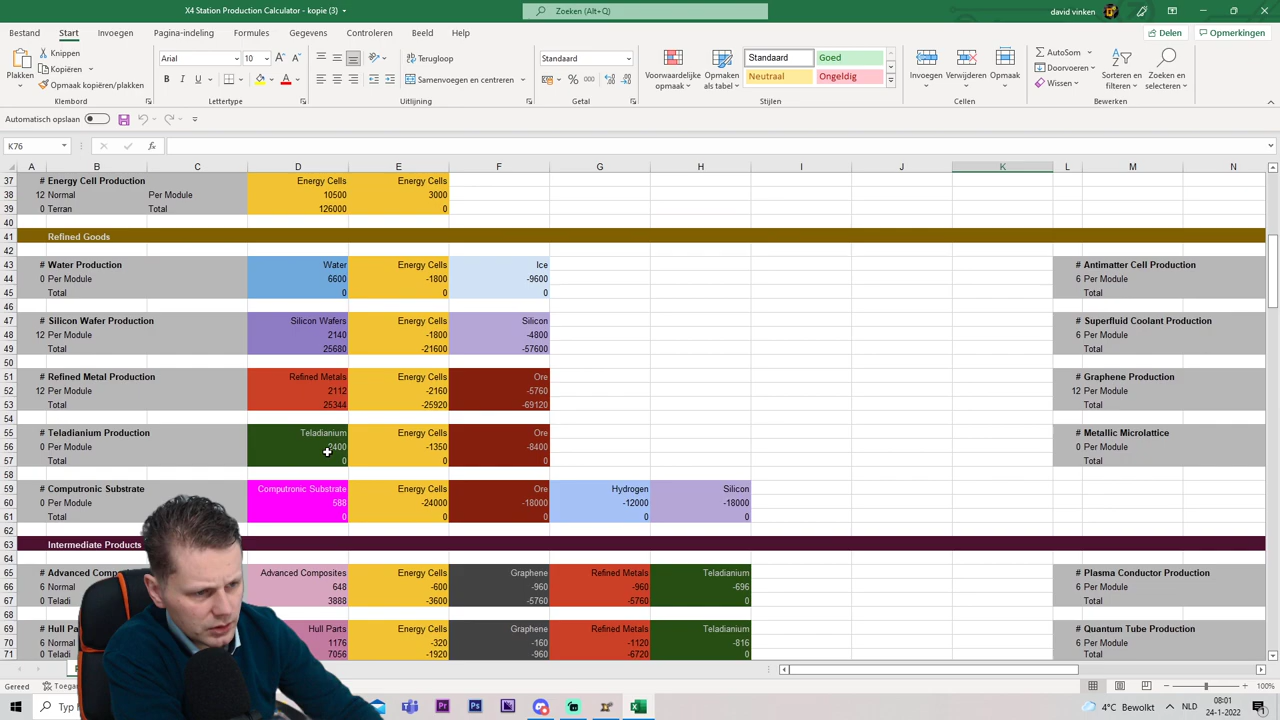 X4 Station Production Calculator - kopie (3)
Zoeken (Alt+Q)
david vinken
Bestand Start Invoegen Pagina-indeling Formules Gegevens Controleren Beeld Help Delen Opmerkingen
Plakken Knippen Kopiëren Opmaak kopiëren/plakken
Arial 10
Terugloop
Samenvoegen en centreren
Standaard
Voorwaardelijke opmaak Opmaken als tabel
Standaard Goed
Neutraal Ongeldig
Invoegen Verwijderen Opmaak
AutoSom
Doorvoeren
Wissen
Sorteren en filteren Zoeken en selecteren
Klembord Lettertype Uitlijning Getal Stijlen Cellen Bewerken
Automatisch opslaan
K76 fx
A B C D E F G H I J K L M N
37 # Energy Cell Production Energy Cells Energy Cells
38 12 Normal Per Module 10500 3000
39 0 Terran Total 126000 0
40
41 Refined Goods
42
43 # Water Production Water Energy Cells Ice # Antimatter Cell Production
44 0 Per Module 6600 -1800 -9600 6 Per Module
45 Total 0 0 0 Total
46
47 # Silicon Wafer Production Silicon Wafers Energy Cells Silicon # Superfluid Coolant Production
48 12 Per Module 2140 -1800 -4800 6 Per Module
49 Total 25680 -21600 -57600 Total
50
51 # Refined Metal Production Refined Metals Energy Cells Ore # Graphene Production
52 12 Per Module 2112 -2160 -5760 12 Per Module
53 Total 25344 -25920 -69120 Total
54
55 # Teladianium Production Teladianium Energy Cells Ore # Metallic Microlattice
56 0 Per Module 2400 -1350 -8400 0 Per Module
57 Total 0 0 0 Total
58
59 # Computronic Substrate Computronic Substrate Energy Cells Ore Hydrogen Silicon
60 0 Per Module 588 -24000 -18000 -12000 -18000
61 Total 0 0 0 0 0
62
63 Intermediate Products
64
65 # Advanced Energy Cells Graphene Refined Metals Teladianium # Plasma Conductor Production
Advanced Composites
66 6 Normal 648 -600 -960 -960 -696 6 Per Module
67 0 Teladi 3888 -3600 -5760 -5760 0 Total
68
69 # Hull Hull Parts Energy Cells Graphene Refined Metals Teladianium # Quantum Tube Production
70 6 Normal 1176 -320 -160 -1120 -816 6 Per Module
71 0 Teladi 7056 -1920 -960 -6720 0 Total
Gereed
100%
Typ
4°C Bewolkt NLD 08:01
24-1-2022